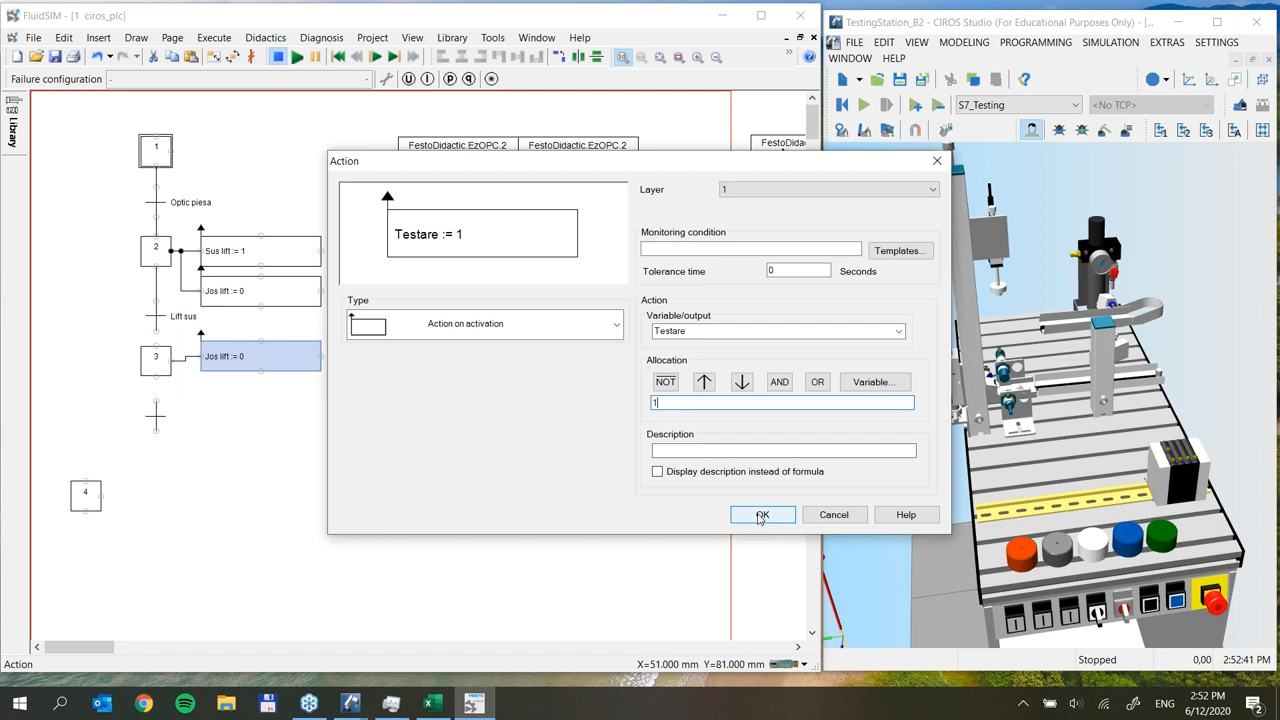 FluidSIM - [1 ciros_plc]
File Edit Insert Draw Page Execute Didactics Diagnosis Project View Library Tools Window Help
Failure configuration -
Library
1
Optic piesa
2
Sus lift := 1
Jos lift := 0
Lift sus
3
Jos lift := 0
4
FestoDidactic.EzOPC.2 FestoDidactic.EzOPC.2
FestoDida
Action
Testare := 1
Type
Action on activation
Layer 1
Monitoring condition
Templates...
Tolerance time 0 Seconds
Action
Variable/output
Testare
Allocation
NOT AND OR Variable...
1
Description
Display description instead of formula
OK Cancel Help
Action X=51.000 mm Y=81.000 mm
TestingStation_B2 - CIROS Studio (For Educational Purposes Only) - [...
FILE EDIT VIEW MODELING PROGRAMMING SIMULATION EXTRAS SETTINGS
WINDOW HELP
S7_Testing <No TCP>
Stopped 0,00 2:52:41 PM
ENG 2:52 PM
6/12/2020
2